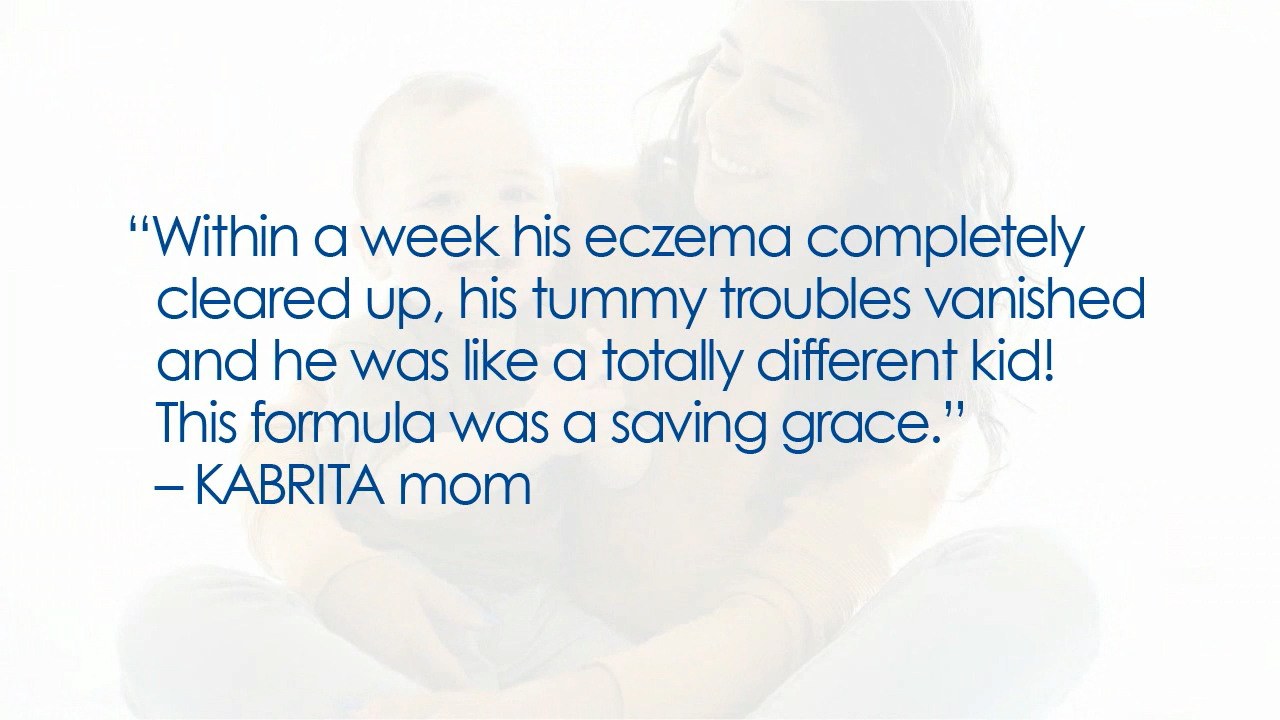 “Within a week his eczema completely
cleared up, his tummy troubles vanished
and he was like a totally different kid!
This formula was a saving grace.”
– KABRITA mom